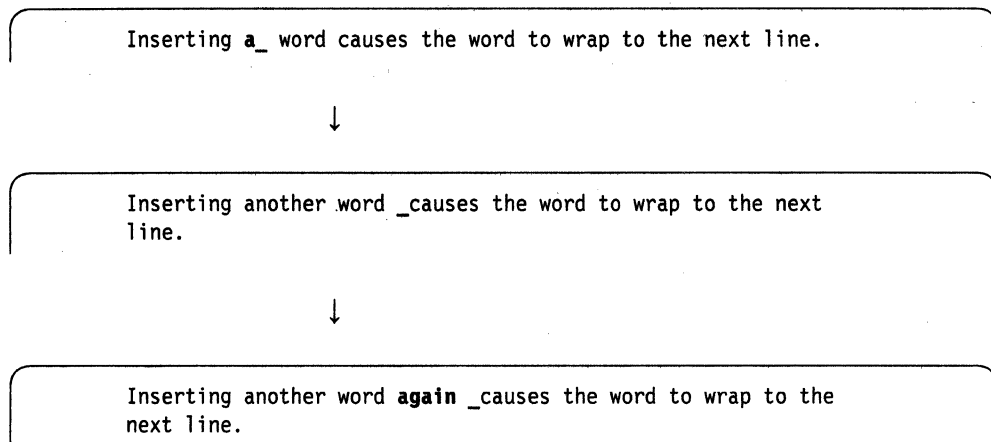 Inserting a_ word causes the word to wrap to the next line.
↓
Inserting another word _causes the word to wrap to the next
line.
↓
Inserting another word again _causes the word to wrap to the
next line.